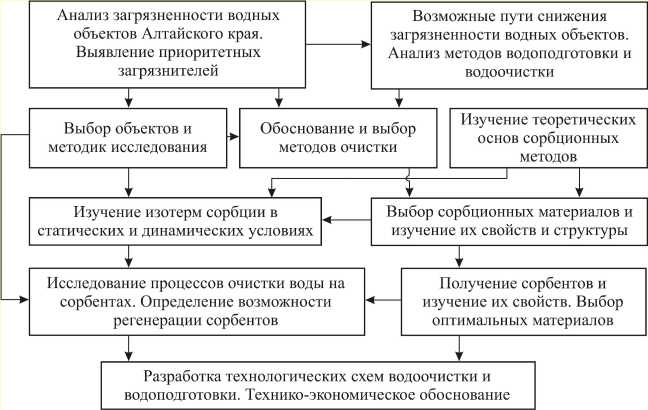 Анализ загрязненности водных
объектов Алтайского края.
Выявление приоритетных
загрязнителей
Возможные пути снижения
загрязненности водных объектов.
Анализ методов водоподготовки и
водоочистки
Выбор объектов и
методик исследования
Обоснование и выбор
методов очистки
Изучение теоретических
основ сорбционных
методов
Изучение изотерм сорбции в
статических и динамических условиях
Выбор сорбционных материалов и
изучение их свойств и структуры
Исследование процессов очистки воды на
сорбентах. Определение возможности
регенерации сорбентов
Получение сорбентов и
изучение их свойств. Выбор
оптимальных материалов
Разработка технологических схем водоочистки и
водоподготовки. Технико-экономическое обоснование